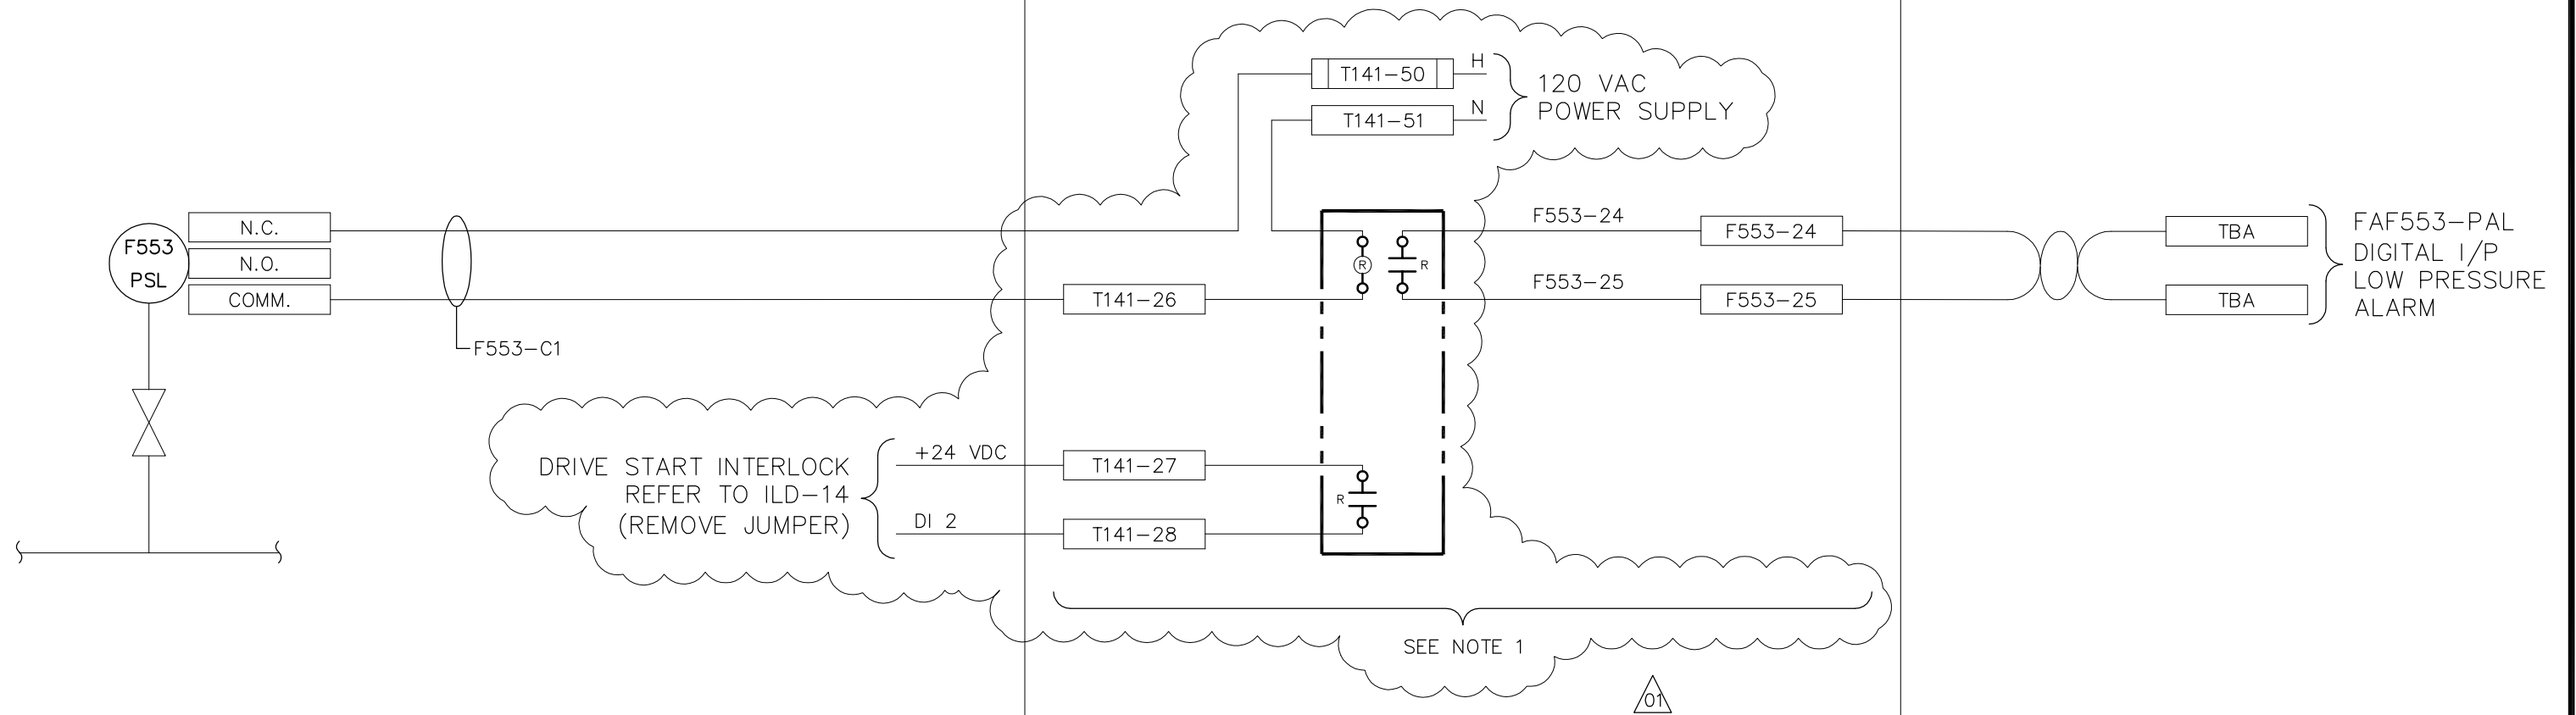 T141-50
H
T141-51
N
120 VAC
POWER SUPPLY
F553
PSL
N.C.
N.O.
COMM.
F553-C1
T141-26
R
R
F553-24
F553-25
F553-24
F553-25
TBA
TBA
FAF553-PAL
DIGITAL I/P
LOW PRESSURE
ALARM
DRIVE START INTERLOCK
REFER TO ILD-14
(REMOVE JUMPER)
+24 VDC
DI 2
T141-27
T141-28
R
SEE NOTE 1
01